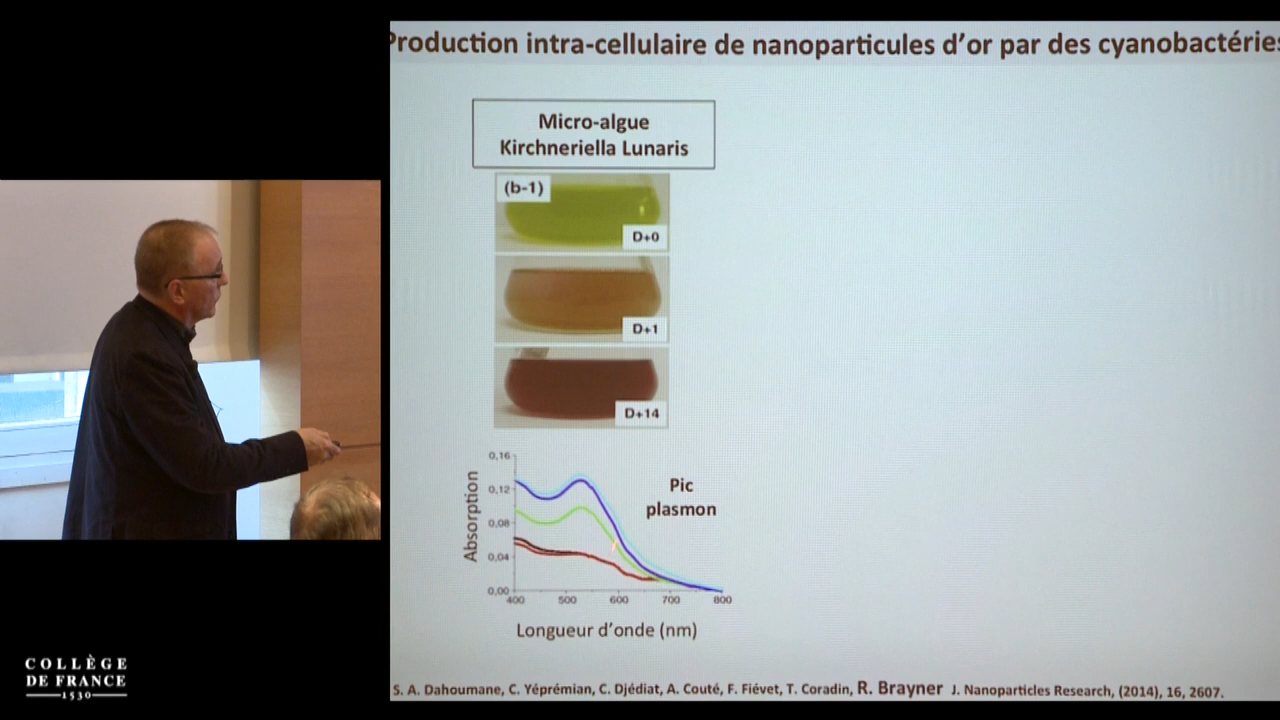 Production intra-cellulaire de nanoparticules d'or par des cyanobactéries
Micro-algue
Kirchneriella Lunaris
(b-1)
D+0
D+1
D+14
0,16
0,12
0,08
0,04
0,00
Absorption
Pic
plasmon
400 500 600 700 800
Longueur d'onde (nm)
S. A. Dahoumane, C. Yéprémian, C. Djédiat, A. Couté, F. Fiévet, T. Coradin, R. Brayner J. Nanoparticles Research, (2014), 16, 2607.
COLLÈGE
DE FRANCE
1530